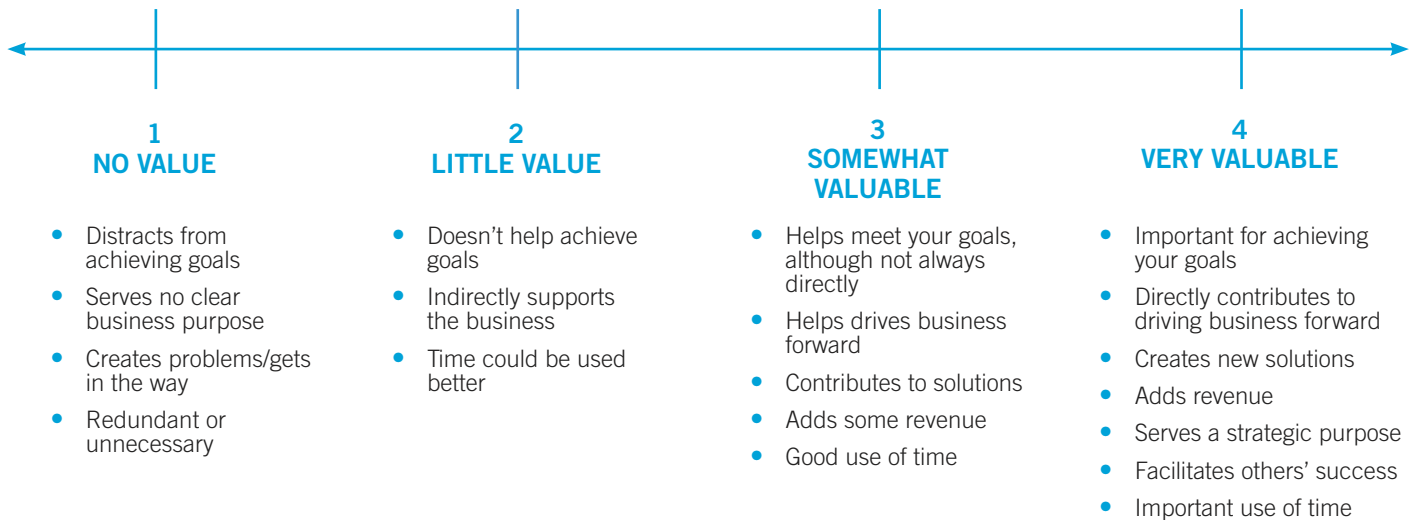 1
NO VALUE
• Distracts from
achieving goals
• Serves no clear
business purpose
• Creates problems/gets
in the way
• Redundant or
unnecessary
2
LITTLE VALUE
• Doesn't help achieve
goals
• Indirectly supports
the business
• Time could be used
better
3
SOMEWHAT
VALUABLE
• Helps meet your goals,
although not always
directly
• Helps drives business
forward
• Contributes to solutions
• Adds some revenue
• Good use of time
4
VERY VALUABLE
• Important for achieving
your goals
• Directly contributes to
driving business forward
• Creates new solutions
• Adds revenue
• Serves a strategic purpose
• Facilitates others' success
• Important use of time